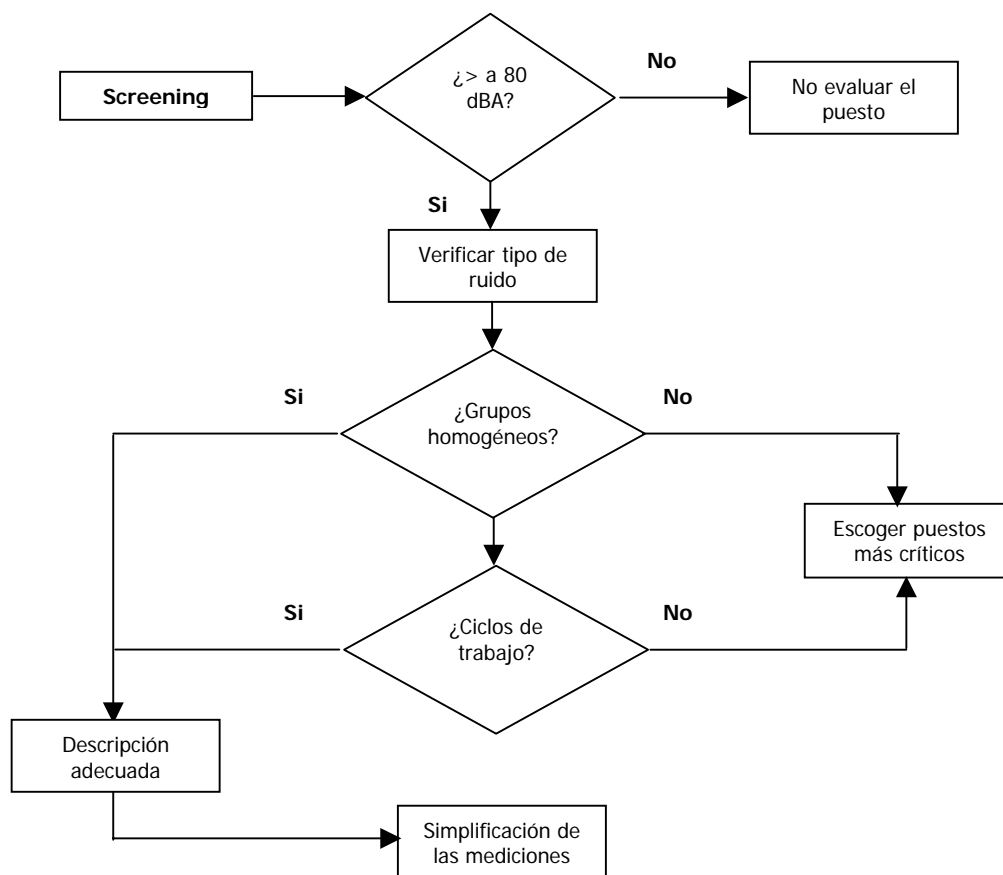 Screening
¿> a 80
dBA?
No
No evaluar el
puesto
Si
Verificar tipo de
ruido
Si
¿Grupos
homogéneos?
No
Escoger puestos
más críticos
Si
¿Ciclos de
trabajo?
No
Descripción
adecuada
Simplificación de
las mediciones